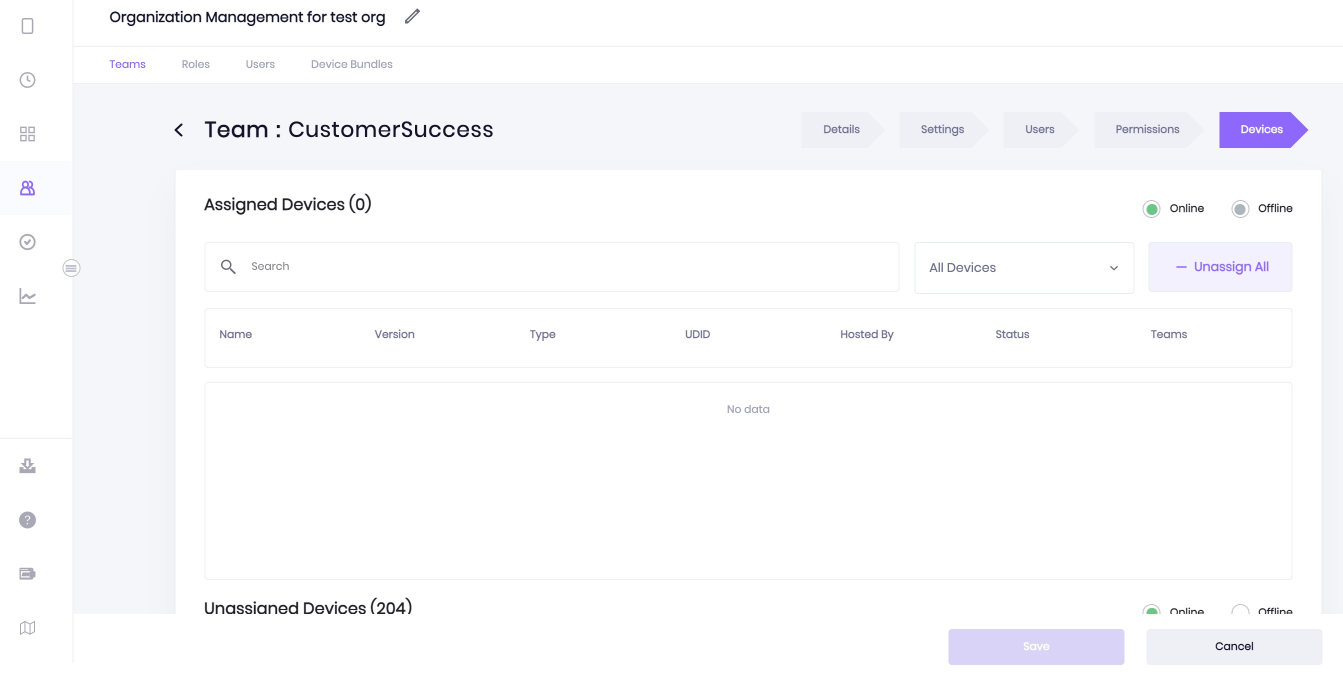 Organization Management for test org
Teams Roles Users Device Bundles
Team : CustomerSuccess
Details Settings Users Permissions Devices
Assigned Devices (0)
Online Offline
Search
All Devices
— Unassign All
Name Version Type UDID Hosted By Status Teams
No data
Unassigned Devices (204)
Online Offline
Save Cancel